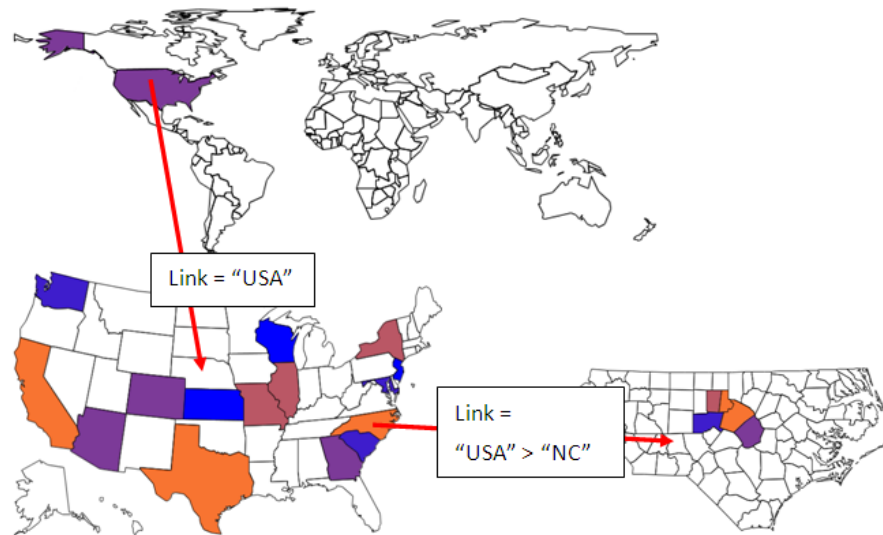 Link = “USA”
Link =
“USA” > “NC”